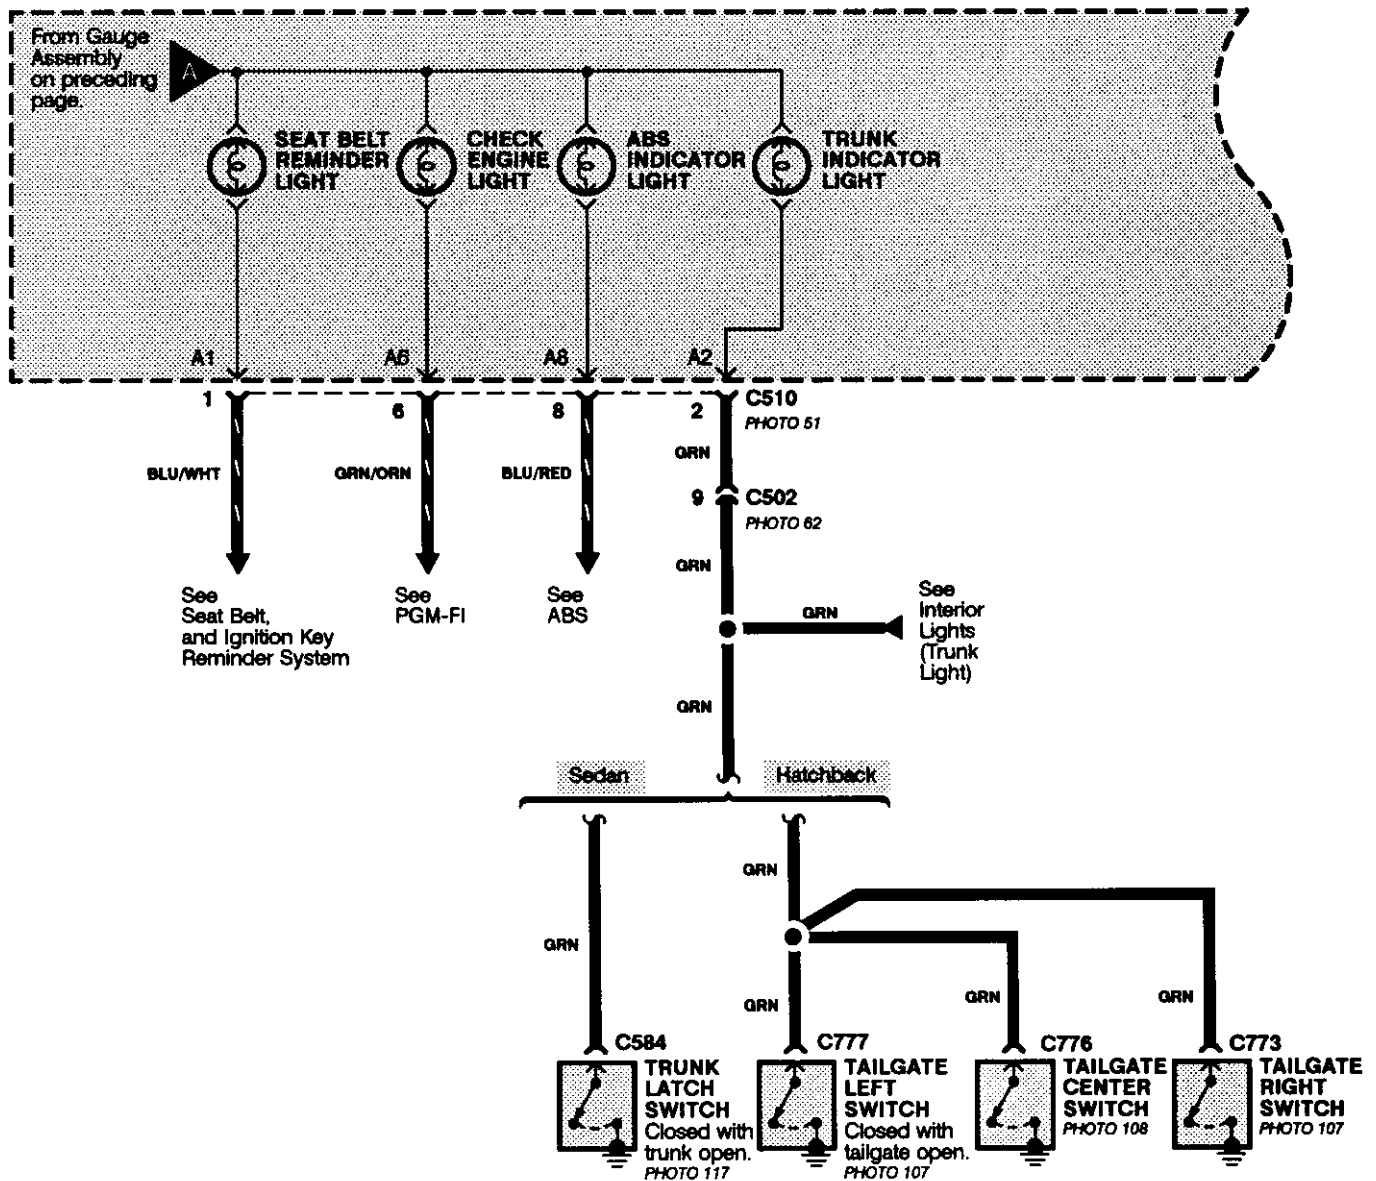 From Gauge
Assembly
on preceding
page.
A
SEAT BELT
REMINDER
LIGHT
CHECK
ENGINE
LIGHT
ABS
INDICATOR
LIGHT
TRUNK
INDICATOR
LIGHT
A1
A6
A8
A2
1
6
8
2
C510
PHOTO 51
BLU/WHT
GRN/ORN
BLU/RED
GRN
9
C502
PHOTO 62
GRN
See
Seat Belt,
and Ignition Key
Reminder System
See
PGM-FI
See
ABS
GRN
See
Interior
Lights
(Trunk
Light)
GRN
Sedan
Hatchback
GRN
GRN
GRN
GRN
GRN
C584
TRUNK
LATCH
SWITCH
Closed with
trunk open.
PHOTO 117
C777
TAILGATE
LEFT
SWITCH
Closed with
tailgate open.
PHOTO 107
C776
TAILGATE
CENTER
SWITCH
PHOTO 108
C773
TAILGATE
RIGHT
SWITCH
PHOTO 107